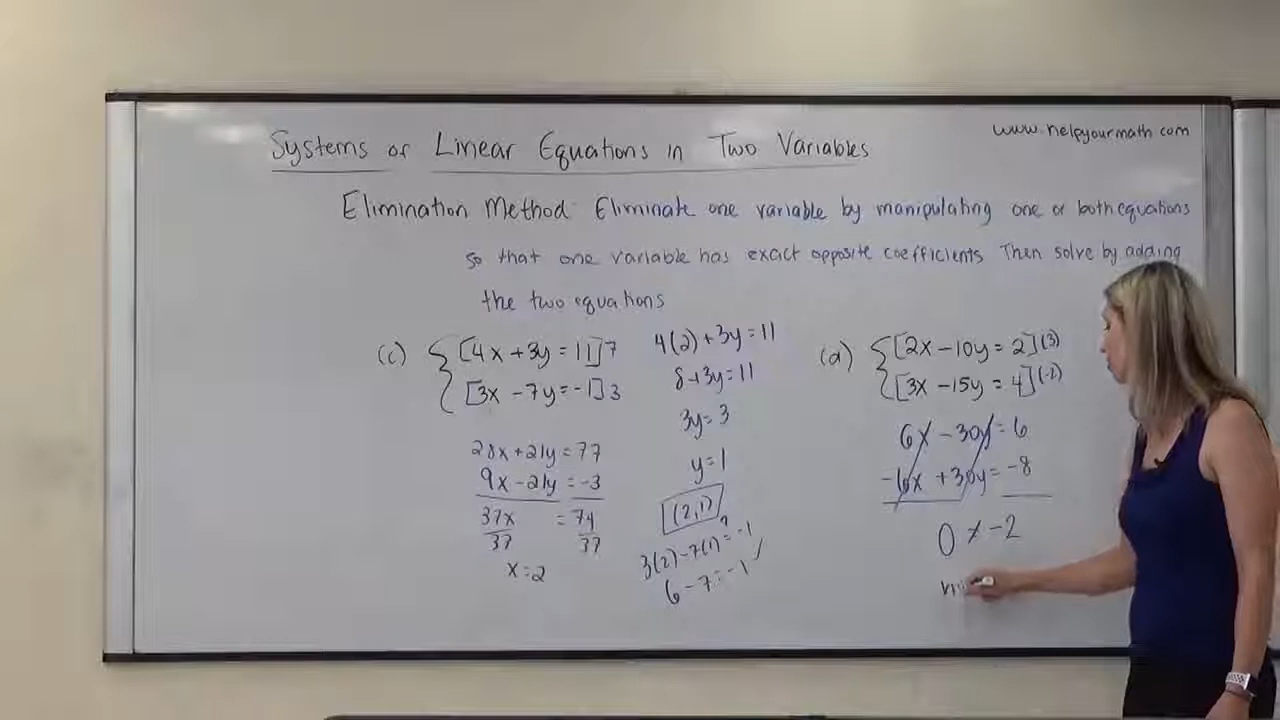 www.helpyourmath com
Systems of Linear Equations in Two Variables
Elimination Method: Eliminate one variable by manipulating one or both equations
so that one variable has exact opposite coefficients Then solve by adding
the two equations
(c) { [4x + 3y = 11] 7
[3x - 7y = -1] 3
28x + 21y = 77
9x - 21y = -3
37x = 74
37 37
x = 2
4(2) + 3y = 11
8 + 3y = 11
3y = 3
y = 1
(2,1)
3(2) - 7(1) ?= -1
6 - 7 = -1 ✓
(d) { [2x - 10y = 2] (3)
[3x - 15y = 4] (-2)
6x - 30y = 6
-6x + 30y = -8
0 ≠ -2